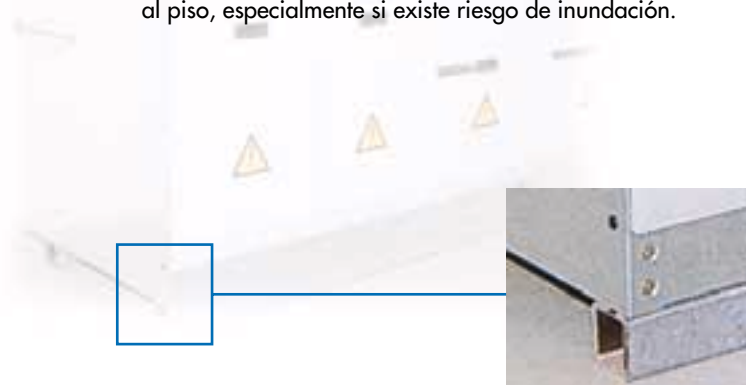 al piso, especialmente si existe riesgo de inundación.